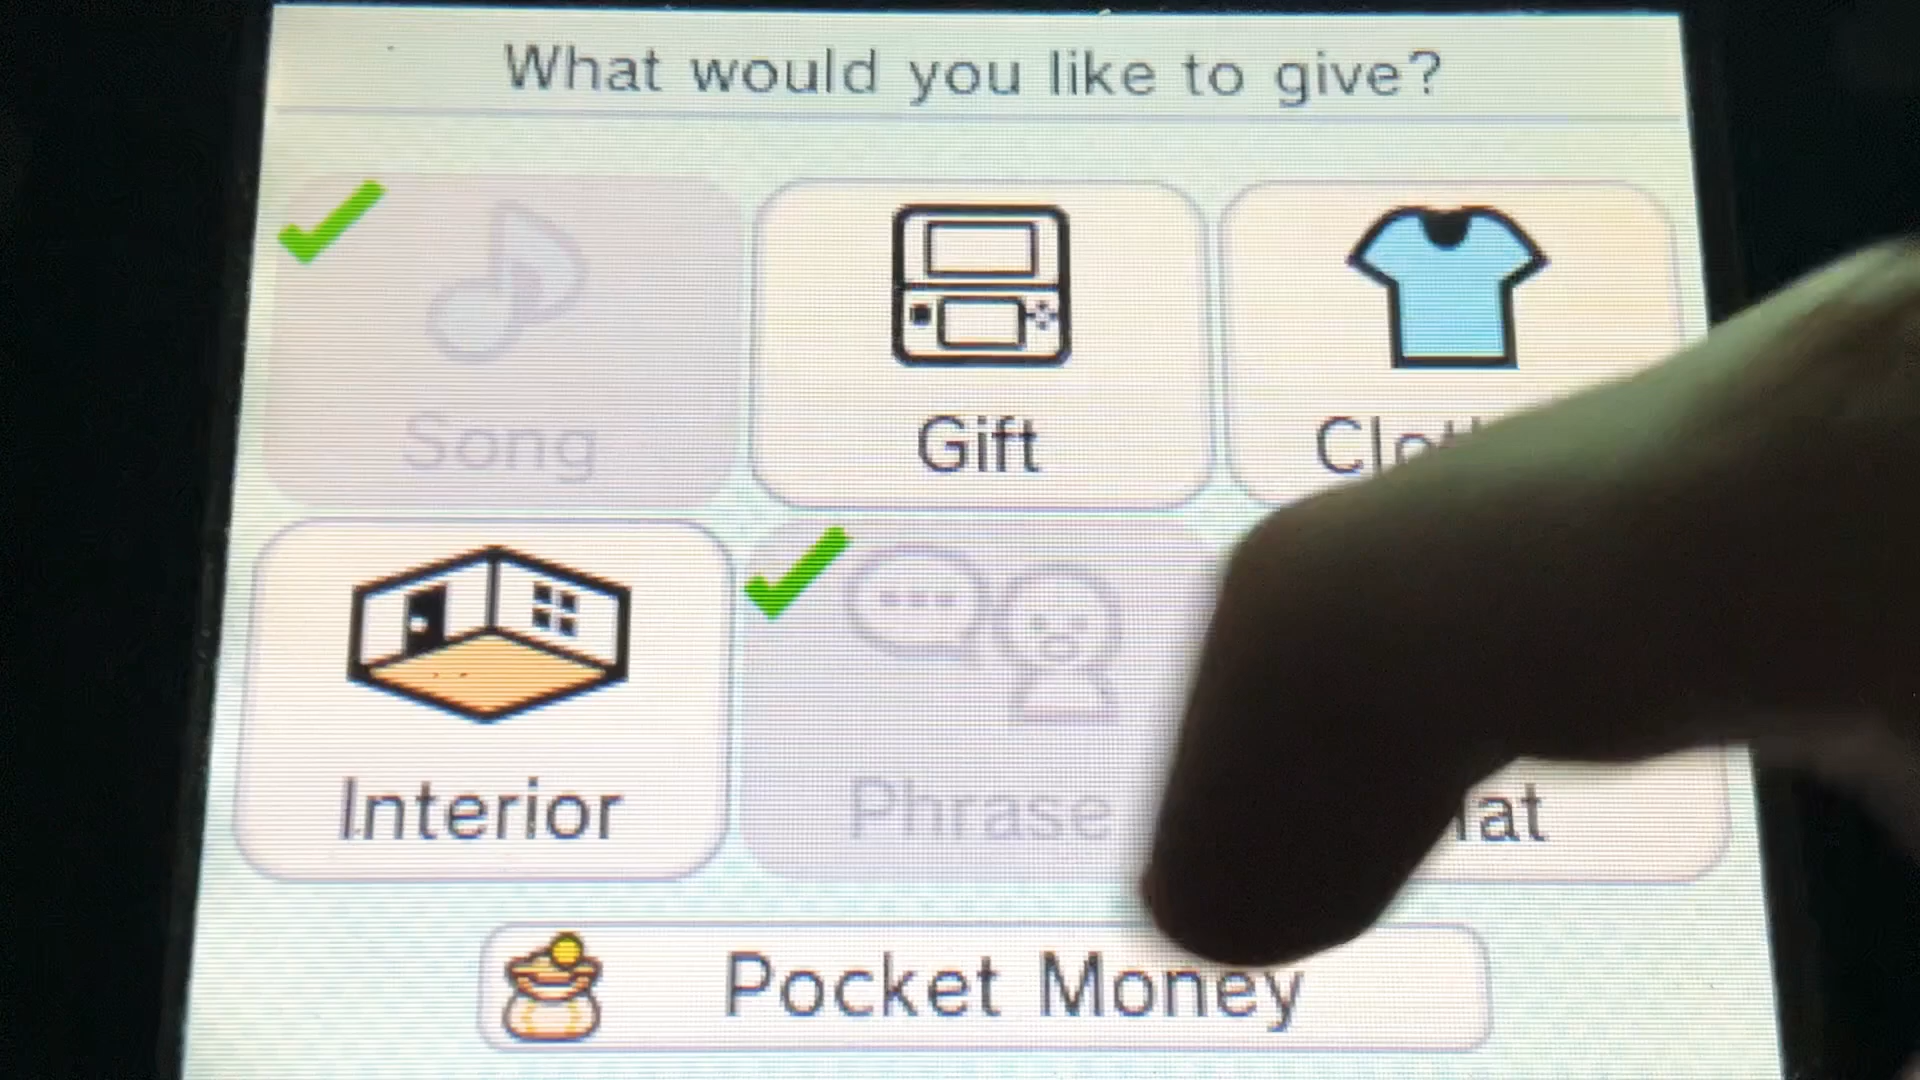 What would you like to give?
Song
Gift
Interior
Phrase
Pocket Money